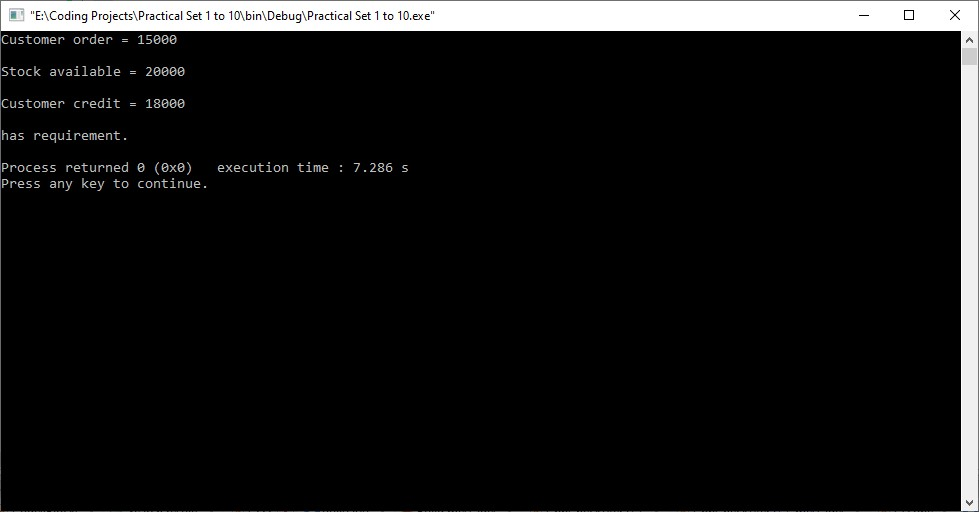 "E:\Coding Projects\Practical Set 1 to 10\bin\Debug\Practical Set 1 to 10.exe"
Customer order = 15000
Stock available = 20000
Customer credit = 18000
has requirement.
Process returned 0 (0x0)   execution time : 7.286 s
Press any key to continue.